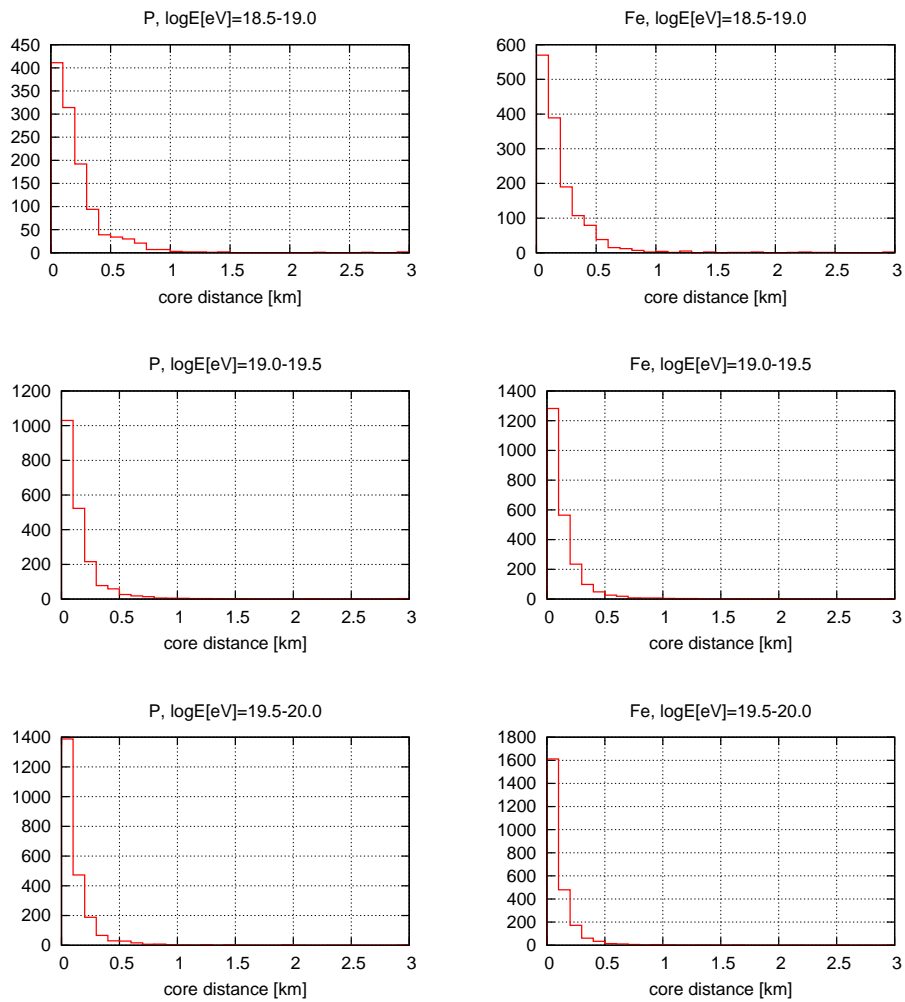 P, logE[eV]=18.5-19.0
450
400
350
300
250
200
150
100
50
0
0 0.5 1 1.5 2 2.5 3
core distance [km]
Fe, logE[eV]=18.5-19.0
600
500
400
300
200
100
0
0 0.5 1 1.5 2 2.5 3
core distance [km]
P, logE[eV]=19.0-19.5
1200
1000
800
600
400
200
0
0 0.5 1 1.5 2 2.5 3
core distance [km]
Fe, logE[eV]=19.0-19.5
1400
1200
1000
800
600
400
200
0
0 0.5 1 1.5 2 2.5 3
core distance [km]
P, logE[eV]=19.5-20.0
1400
1200
1000
800
600
400
200
0
0 0.5 1 1.5 2 2.5 3
core distance [km]
Fe, logE[eV]=19.5-20.0
1800
1600
1400
1200
1000
800
600
400
200
0
0 0.5 1 1.5 2 2.5 3
core distance [km]